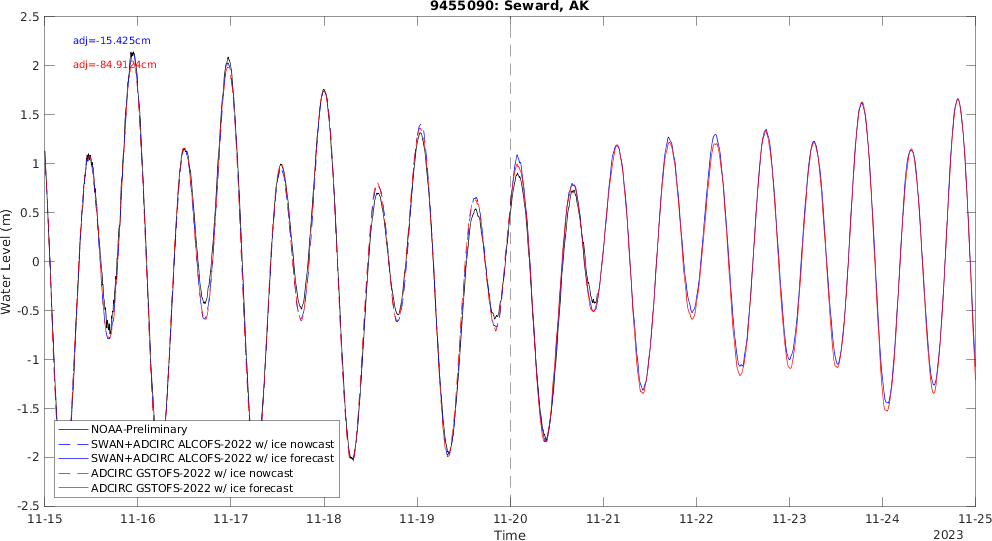 9455090: Seward, AK
2.5
2
1.5
1
0.5
0
-0.5
-1
-1.5
-2
-2.5
Water Level (m)
adj=-15.425cm
adj=-84.9124cm
NOAA-Preliminary
SWAN+ADCIRC ALCOFS-2022 w/ ice nowcast
SWAN+ADCIRC ALCOFS-2022 w/ ice forecast
ADCIRC GSTOFS-2022 w/ ice nowcast
ADCIRC GSTOFS-2022 w/ ice forecast
11-15 11-16 11-17 11-18 11-19 11-20 11-21 11-22 11-23 11-24 11-25
Time
2023